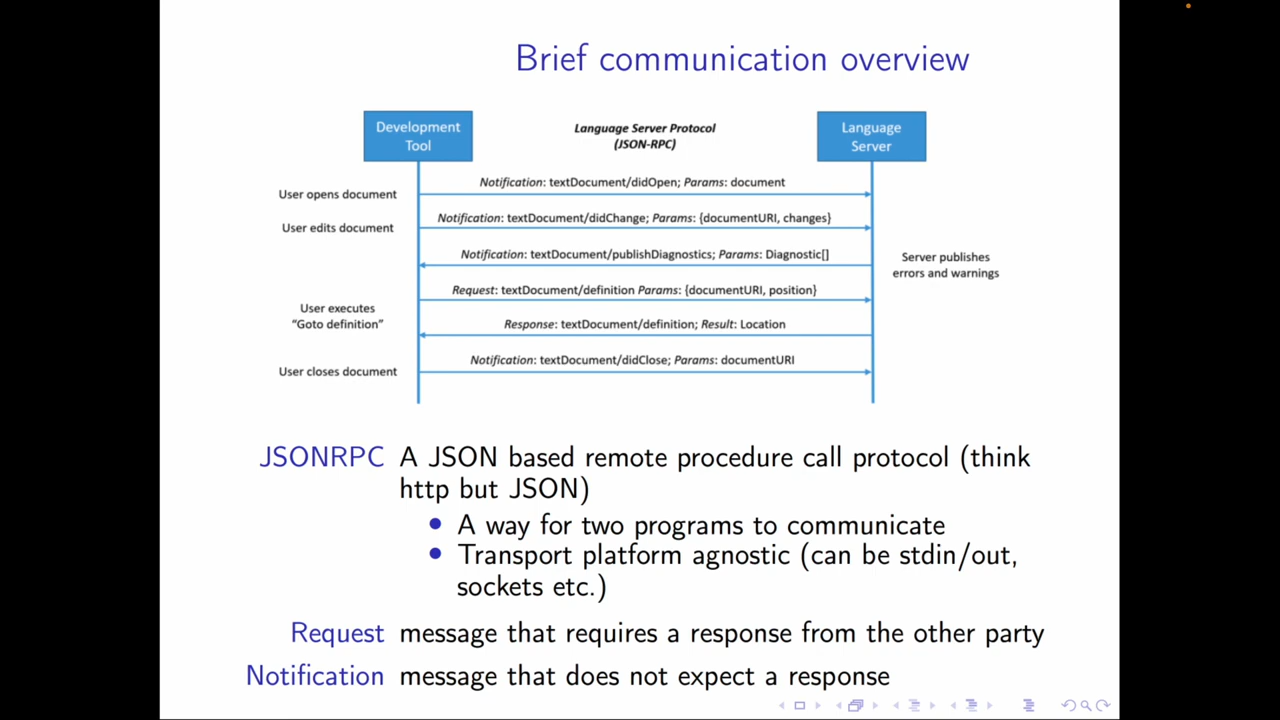 Brief communication overview
Development
Tool
Language Server Protocol
(JSON-RPC)
Language
Server
User opens document
Notification: textDocument/didOpen; Params: document
User edits document
Notification: textDocument/didChange; Params: {documentURI, changes}
Notification: textDocument/publishDiagnostics; Params: Diagnostic[]
Server publishes
errors and warnings
User executes
“Goto definition”
Request: textDocument/definition Params: {documentURI, position}
Response: textDocument/definition; Result: Location
User closes document
Notification: textDocument/didClose; Params: documentURI
JSONRPC A JSON based remote procedure call protocol (think
http but JSON)
• A way for two programs to communicate
• Transport platform agnostic (can be stdin/out,
sockets etc.)
Request message that requires a response from the other party
Notification message that does not expect a response